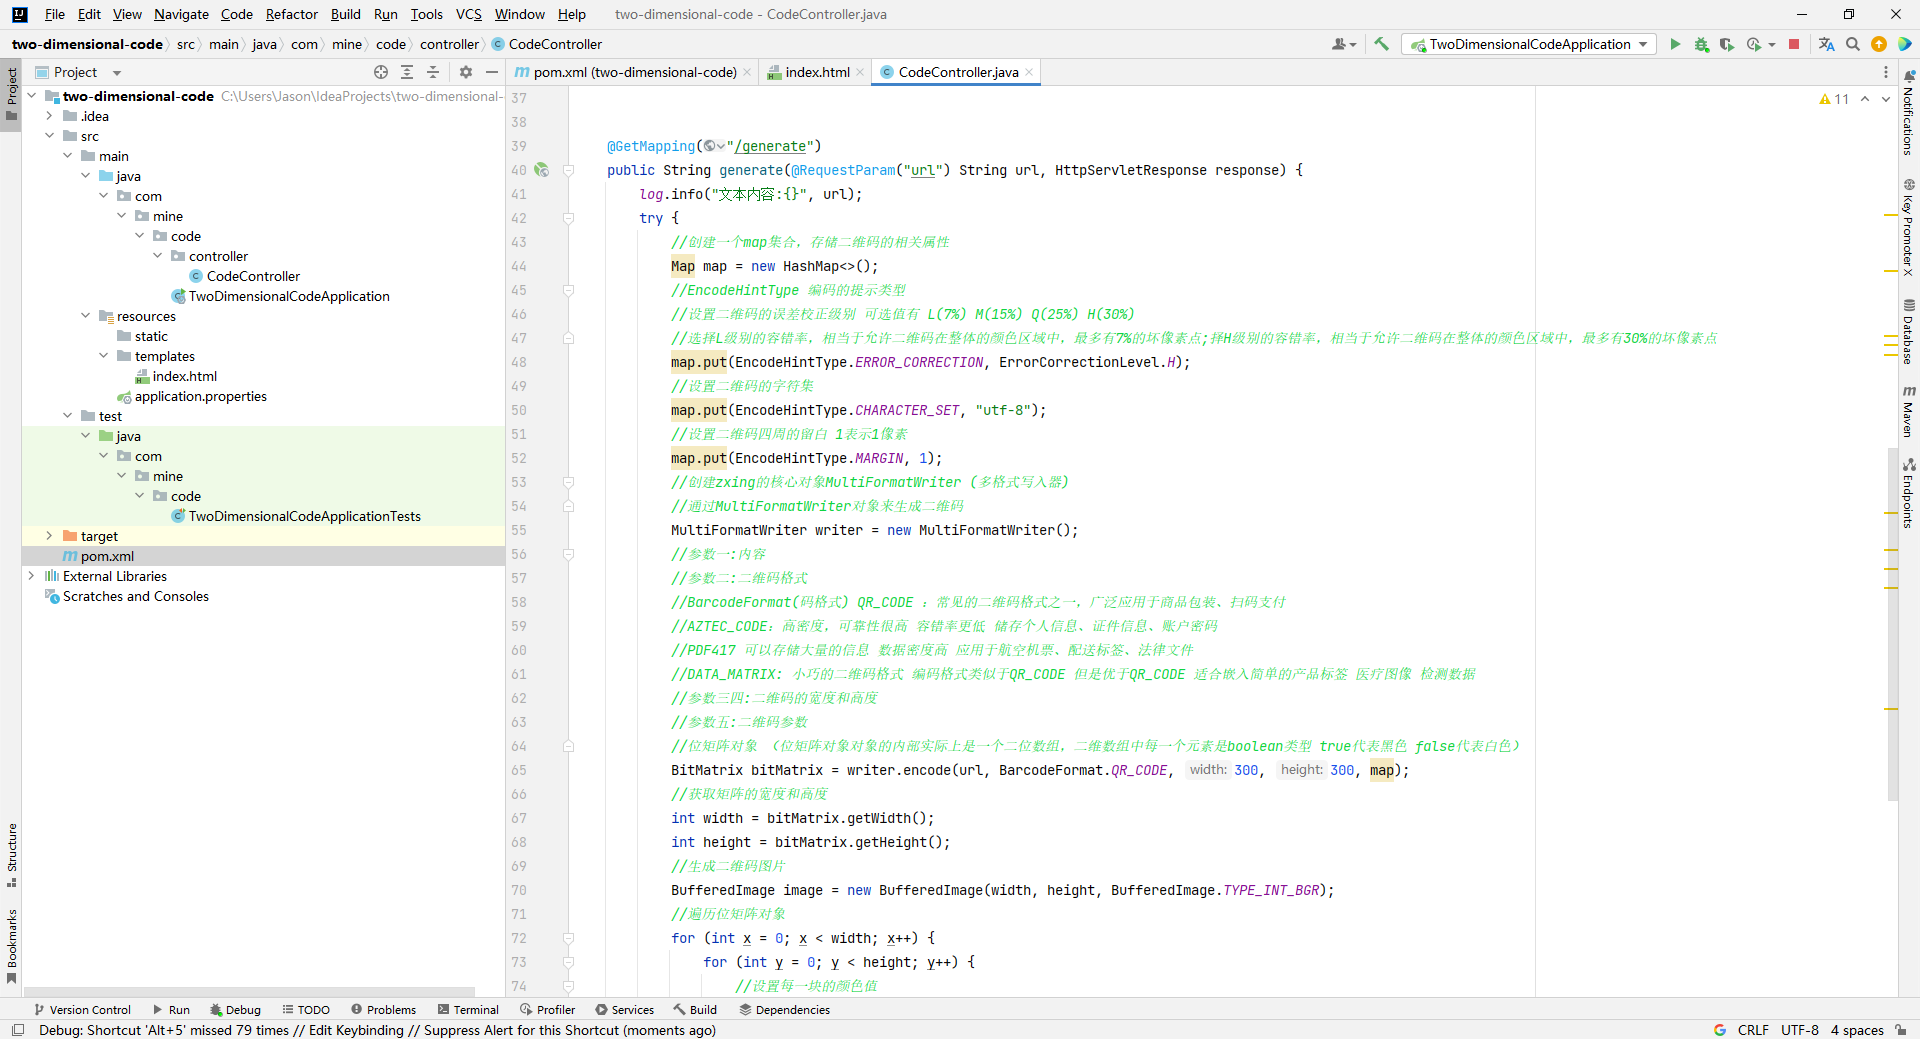 File Edit View Navigate Code Refactor Build Run Tools VCS Window Help two-dimensional-code - CodeController.java
two-dimensional-code src main java com mine code controller CodeController TwoDimensionalCodeApplication
Project
Project
pom.xml (two-dimensional-code) index.html CodeController.java
two-dimensional-code C:\Users\Jason\IdeaProjects\two-dimensional-
.idea
src
main
java
com
mine
code
controller
CodeController
TwoDimensionalCodeApplication
resources
static
templates
index.html
application.properties
test
java
com
mine
code
TwoDimensionalCodeApplicationTests
target
pom.xml
External Libraries
Scratches and Consoles
Structure
Bookmarks
11
37
38
39 @GetMapping("/generate")
40 public String generate(@RequestParam("url") String url, HttpServletResponse response) {
41 log.info("文本内容:{}", url);
42 try {
43 //创建一个map集合，存储二维码的相关属性
44 Map map = new HashMap<>();
45 //EncodeHintType 编码的提示类型
46 //设置二维码的误差校正级别 可选值有 L(7%) M(15%) Q(25%) H(30%)
47 //选择L级别的容错率，相当于允许二维码在整体的颜色区域中，最多有7%的坏像素点;择H级别的容错率，相当于允许二维码在整体的颜色区域中，最多有30%的坏像素点
48 map.put(EncodeHintType.ERROR_CORRECTION, ErrorCorrectionLevel.H);
49 //设置二维码的字符集
50 map.put(EncodeHintType.CHARACTER_SET, "utf-8");
51 //设置二维码四周的留白 1表示1像素
52 map.put(EncodeHintType.MARGIN, 1);
53 //创建zxing的核心对象MultiFormatWriter (多格式写入器)
54 //通过MultiFormatWriter对象来生成二维码
55 MultiFormatWriter writer = new MultiFormatWriter();
56 //参数一:内容
57 //参数二:二维码格式
58 //BarcodeFormat(码格式) QR_CODE ：常见的二维码格式之一，广泛应用于商品包装、扫码支付
59 //AZTEC_CODE：高密度，可靠性很高 容错率更低 储存个人信息、证件信息、账户密码
60 //PDF417 可以存储大量的信息 数据密度高 应用于航空机票、配送标签、法律文件
61 //DATA_MATRIX: 小巧的二维码格式 编码格式类似于QR_CODE 但是优于QR_CODE 适合嵌入简单的产品标签 医疗图像 检测数据
62 //参数三四:二维码的宽度和高度
63 //参数五:二维码参数
64 //位矩阵对象 （位矩阵对象对象的内部实际上是一个二位数组，二维数组中每一个元素是boolean类型 true代表黑色 false代表白色）
65 BitMatrix bitMatrix = writer.encode(url, BarcodeFormat.QR_CODE, width: 300, height: 300, map);
66 //获取矩阵的宽度和高度
67 int width = bitMatrix.getWidth();
68 int height = bitMatrix.getHeight();
69 //生成二维码图片
70 BufferedImage image = new BufferedImage(width, height, BufferedImage.TYPE_INT_BGR);
71 //遍历位矩阵对象
72 for (int x = 0; x < width; x++) {
73 for (int y = 0; y < height; y++) {
74 //设置每一块的颜色值
Notifications
Key Promoter X
Database
Maven
Endpoints
Version Control Run Debug TODO Problems Terminal Profiler Services Build Dependencies
Debug: Shortcut 'Alt+5' missed 79 times // Edit Keybinding // Suppress Alert for this Shortcut (moments ago) CRLF UTF-8 4 spaces